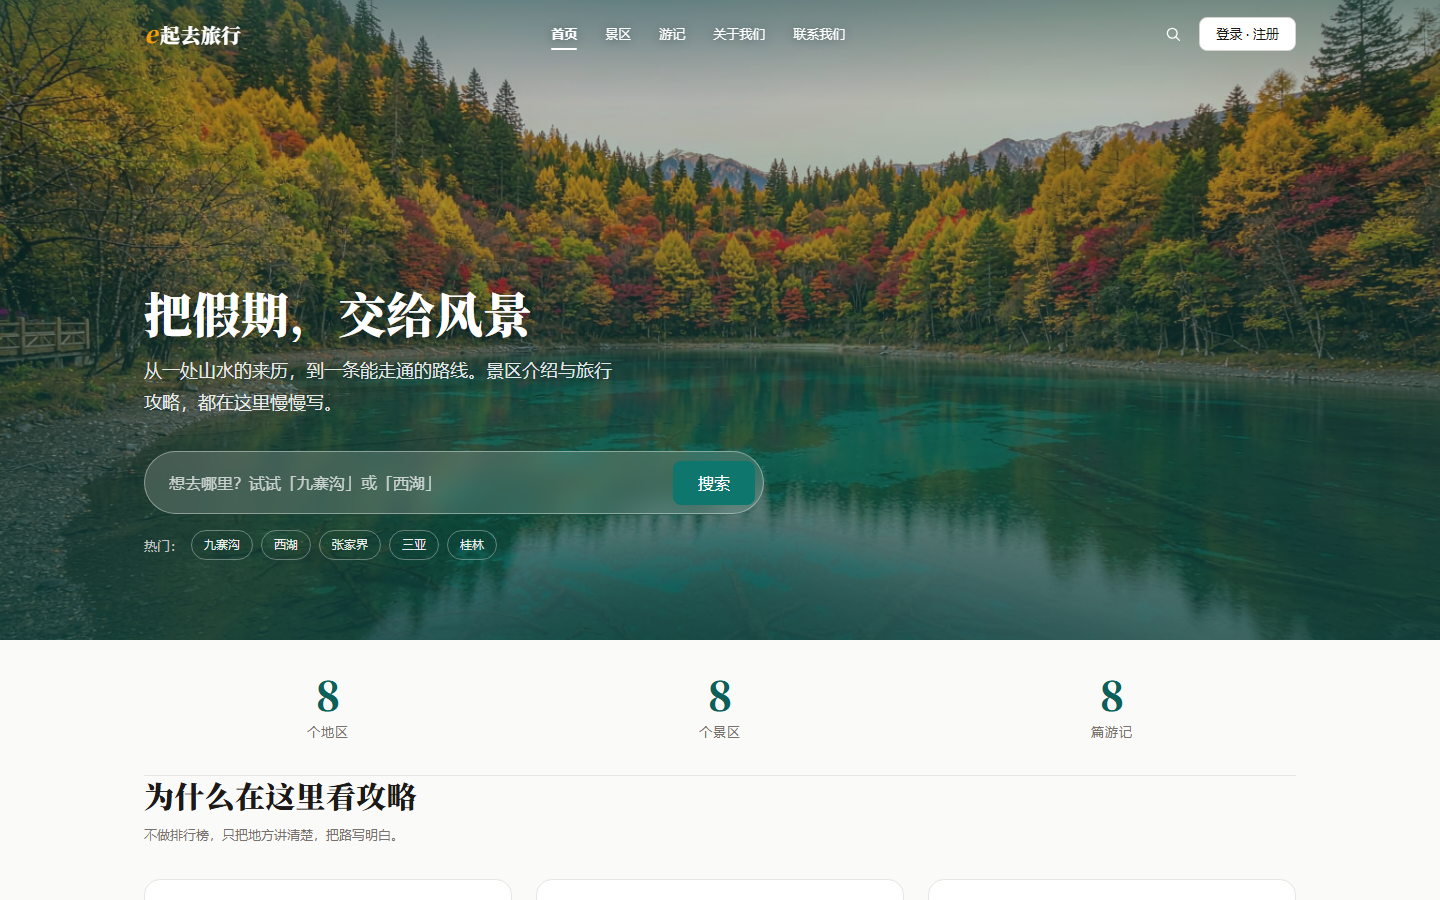 e起去旅行
首页 景区 游记 关于我们 联系我们
登录 · 注册
把假期，交给风景
从一处山水的来历，到一条能走通的路线。景区介绍与旅行
攻略，都在这里慢慢写。
想去哪里？试试「九寨沟」或「西湖」
搜索
热门：
九寨沟 西湖 张家界 三亚 桂林
8
个地区
8
个景区
8
篇游记
为什么在这里看攻略
不做排行榜，只把地方讲清楚，把路写明白。